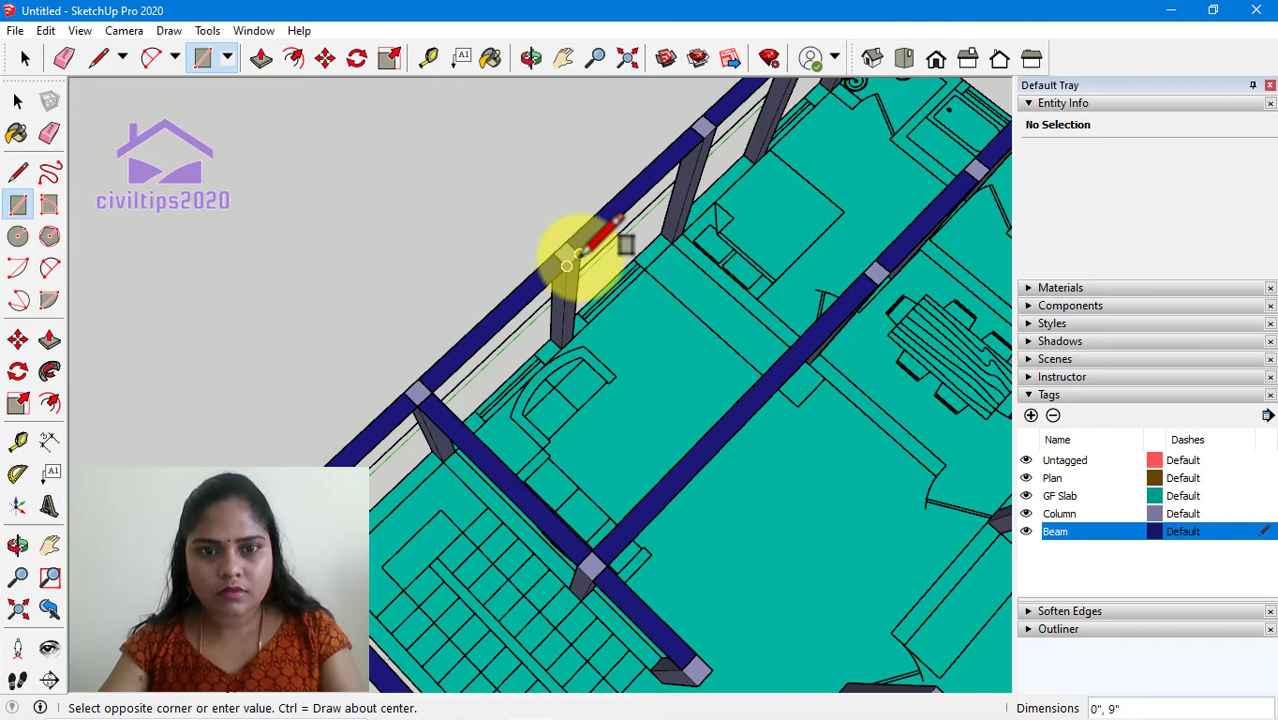 Untitled - SketchUp Pro 2020
File Edit View Camera Draw Tools Window Help
A1
civiltips2020
A1
Default Tray
Entity Info
No Selection
Materials
Components
Styles
Shadows
Scenes
Instructor
Tags
Name Dashes
Untagged Default
Plan Default
GF Slab Default
Column Default
Beam Default
Soften Edges
Outliner
Select opposite corner or enter value. Ctrl = Draw about center.
Dimensions 0", 9"